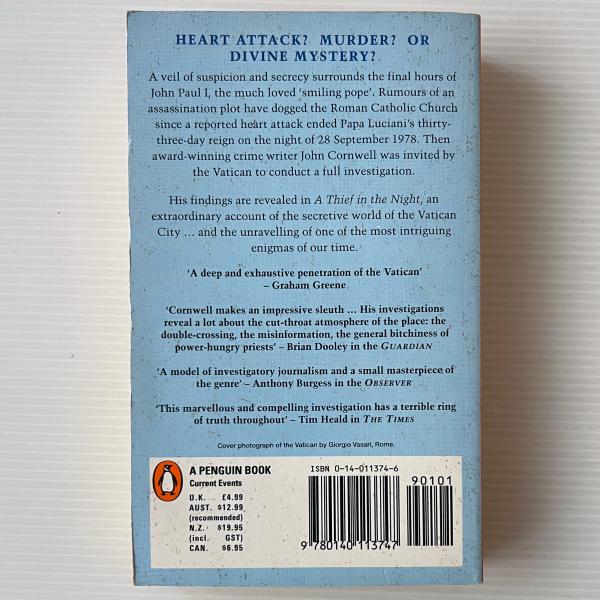 HEART ATTACK? MURDER? OR
DIVINE MYSTERY?
A veil of suspicion and secrecy surrounds the final hours of
John Paul I, the much loved ‘smiling pope’. Rumours of an
assassination plot have dogged the Roman Catholic Church
since a reported heart attack ended Papa Luciani’s thirty-
three-day reign on the night of 28 September 1978. Then
award-winning crime writer John Cornwell was invited by
the Vatican to conduct a full investigation.
His findings are revealed in A Thief in the Night, an
extraordinary account of the secretive world of the Vatican
City ... and the unravelling of one of the most intriguing
enigmas of our time.
‘A deep and exhaustive penetration of the Vatican’
– Graham Greene
‘Cornwell makes an impressive sleuth ... His investigations
reveal a lot about the cut-throat atmosphere of the place: the
double-crossing, the misinformation, the general bitchiness of
power-hungry priests’ – Brian Dooley in the GUARDIAN
‘A model of investigatory journalism and a small masterpiece of
the genre’ – Anthony Burgess in the OBSERVER
‘This marvellous and compelling investigation has a terrible ring
of truth throughout’ – Tim Heald in THE TIMES
Cover photograph of the Vatican by Giorgio Vasari, Rome.
A PENGUIN BOOK
Current Events
U.K. £4.99
AUST. $12.99
(recommended)
N.Z. $19.95
(incl. GST)
CAN. $6.95
ISBN 0-14-011374-6
90101
9 780140 113747